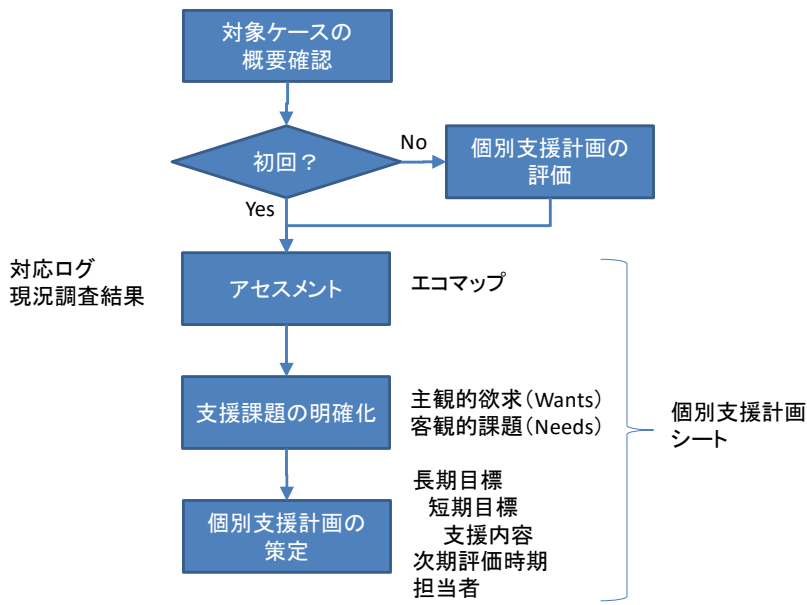 対象ケースの
概要確認
初回？
No
個別支援計画の
評価
Yes
対応ログ
現況調査結果
アセスメント
エコマップ
支援課題の明確化
主観的欲求（Wants）
客観的課題（Needs）
個別支援計画
シート
個別支援計画の
策定
長期目標
短期目標
支援内容
次期評価時期
担当者